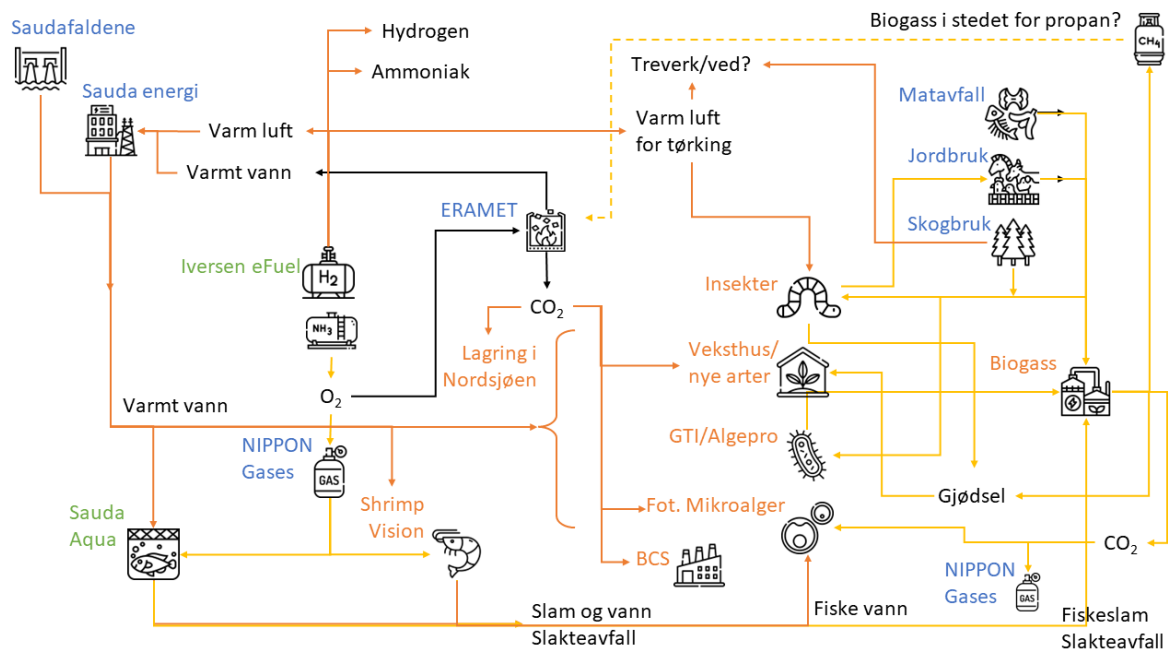 Saudafaldene
Hydrogen
Biogass i stedet for propan?
CH₄
Ammoniak
Treverk/ved?
Sauda energi
Matavfall
Varm luft
Varm luft
for tørking
Jordbruk
Varmt vann
ERAMET
Skogbruk
Iversen eFuel
H₂
Insekter
NH₃
CO₂
Lagring i
Nordsjøen
Veksthus/
nye arter
Biogass
O₂
Varmt vann
NIPPON
Gases
GAS
GTI/Algepro
Shrimp
Vision
Gjødsel
Sauda
Aqua
Fot. Mikroalger
BCS
CO₂
NIPPON
Gases
GAS
Slam og vann
Slakteavfall
Fiske vann
Fiskeslam
Slakteavfall